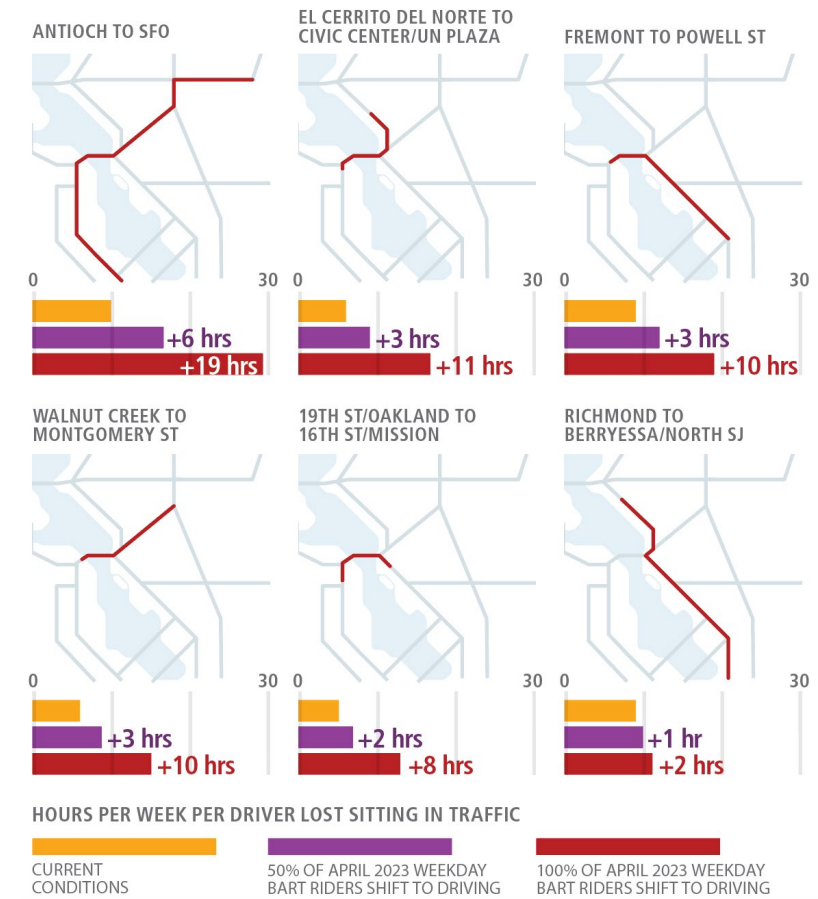 ANTIOCH TO SFO
EL CERRITO DEL NORTE TO
CIVIC CENTER/UN PLAZA
FREMONT TO POWELL ST
0
30
+6 hrs
+19 hrs
0
30
+3 hrs
+11 hrs
0
30
+3 hrs
+10 hrs
WALNUT CREEK TO
MONTGOMERY ST
19TH ST/OAKLAND TO
16TH ST/MISSION
RICHMOND TO
BERRYESSA/NORTH SJ
0
30
+3 hrs
+10 hrs
0
30
+2 hrs
+8 hrs
0
30
+1 hr
+2 hrs
HOURS PER WEEK PER DRIVER LOST SITTING IN TRAFFIC
CURRENT
CONDITIONS
50% OF APRIL 2023 WEEKDAY
BART RIDERS SHIFT TO DRIVING
100% OF APRIL 2023 WEEKDAY
BART RIDERS SHIFT TO DRIVING